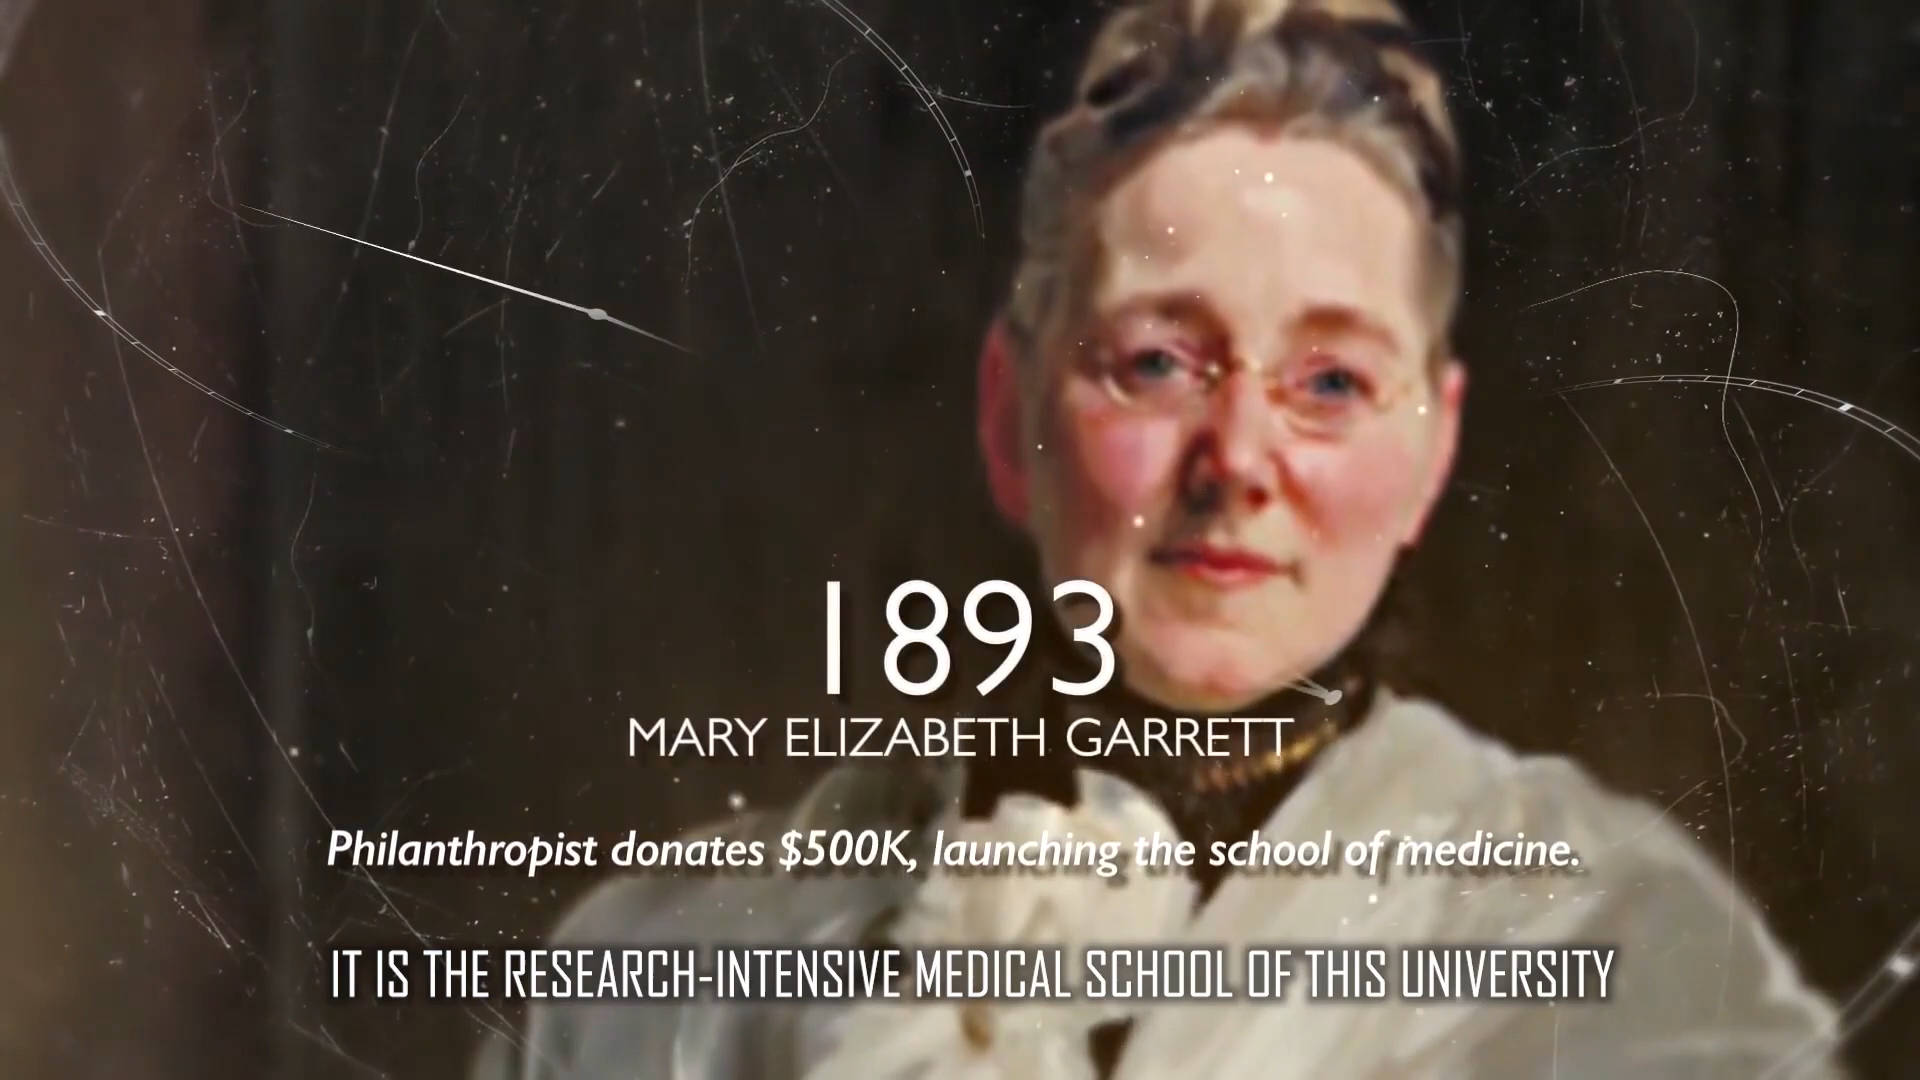 1893
MARY ELIZABETH GARRETT
Philanthropist donates $500K, launching the school of medicine.
IT IS THE RESEARCH-INTENSIVE MEDICAL SCHOOL OF THIS UNIVERSITY